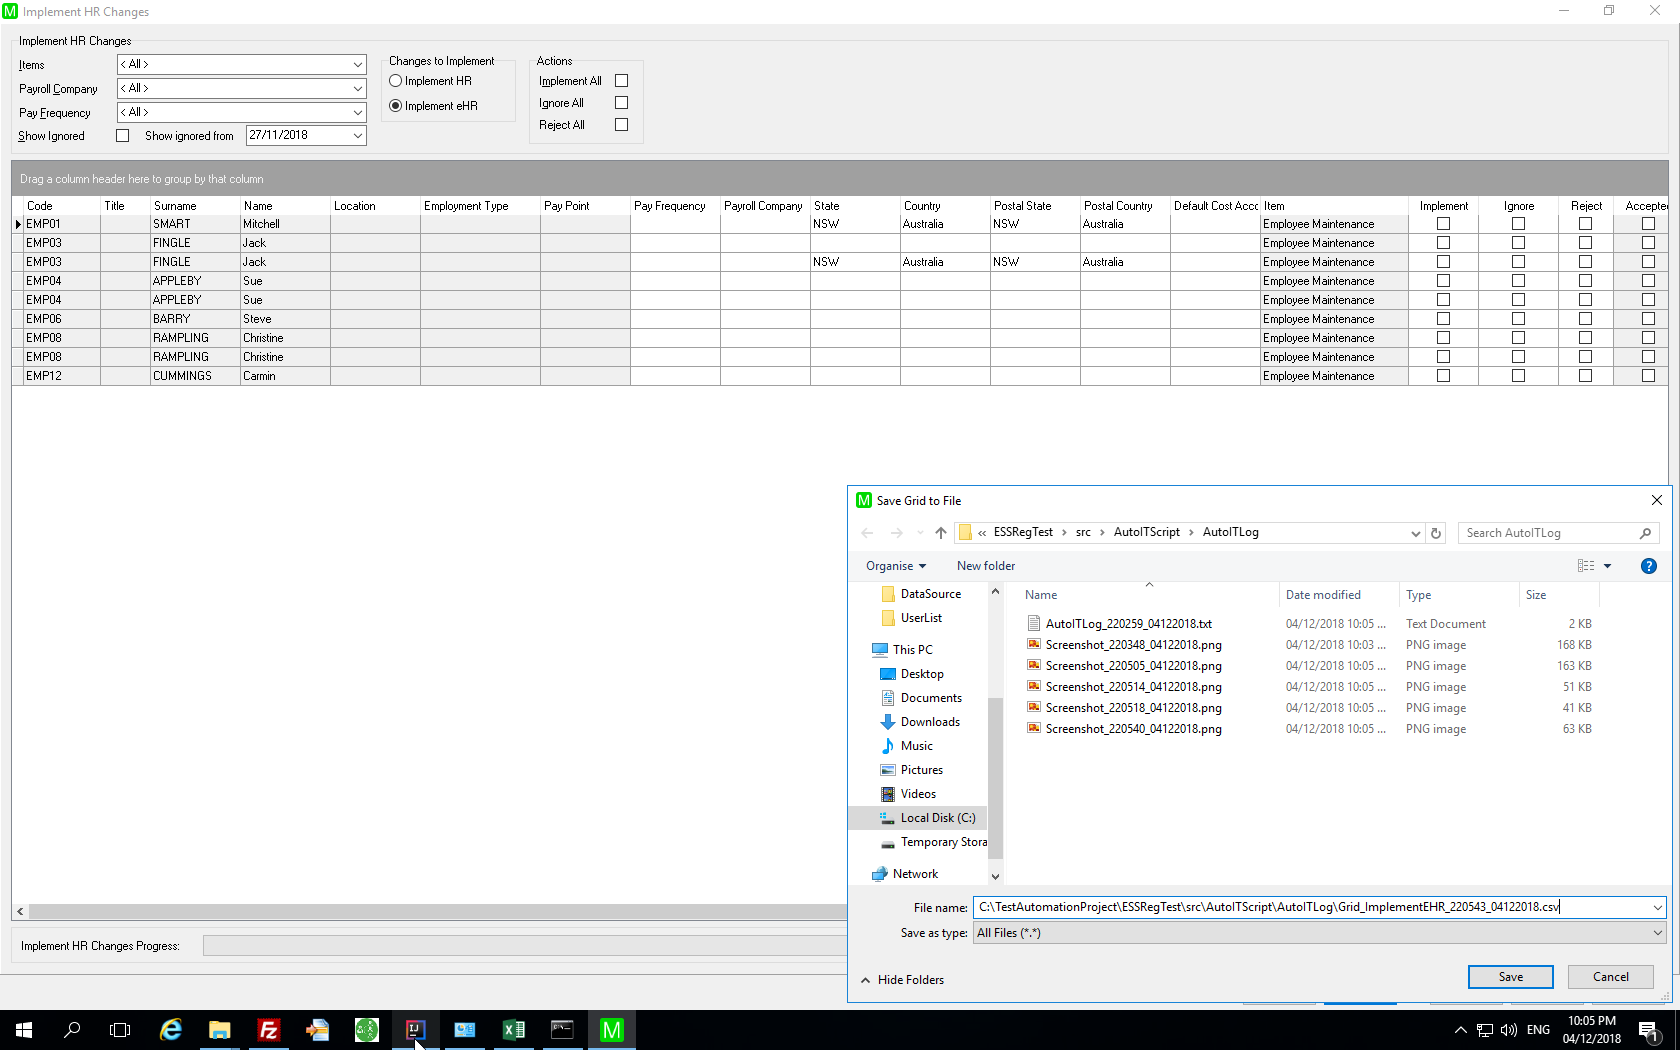 Implement HR Changes
Implement HR Changes
Items < All >
Payroll Company < All >
Pay Frequency < All >
Show Ignored Show ignored from 27/11/2018
Changes to Implement
Implement HR
Implement eHR
Actions
Implement All
Ignore All
Reject All
Drag a column header here to group by that column
Code Title Surname Name Location Employment Type Pay Point Pay Frequency Payroll Company State Country Postal State Postal Country Default Cost Acco Item Implement Ignore Reject Accepted
EMP01 SMART Mitchell NSW Australia NSW Australia Employee Maintenance
EMP03 FINGLE Jack Employee Maintenance
EMP03 FINGLE Jack NSW Australia NSW Australia Employee Maintenance
EMP04 APPLEBY Sue Employee Maintenance
EMP04 APPLEBY Sue Employee Maintenance
EMP06 BARRY Steve Employee Maintenance
EMP08 RAMPLING Christine Employee Maintenance
EMP08 RAMPLING Christine Employee Maintenance
EMP12 CUMMINGS Carmin Employee Maintenance
Implement HR Changes Progress:
Save Grid to File
« ESSRegTest › src › AutoITScript › AutoITLog
Search AutoITLog
Organise New folder
DataSource
UserList
This PC
Desktop
Documents
Downloads
Music
Pictures
Videos
Local Disk (C:)
Temporary Stora
Network
Name Date modified Type Size
AutoITLog_220259_04122018.txt 04/12/2018 10:05 ... Text Document 2 KB
Screenshot_220348_04122018.png 04/12/2018 10:03 ... PNG image 168 KB
Screenshot_220505_04122018.png 04/12/2018 10:05 ... PNG image 163 KB
Screenshot_220514_04122018.png 04/12/2018 10:05 ... PNG image 51 KB
Screenshot_220518_04122018.png 04/12/2018 10:05 ... PNG image 41 KB
Screenshot_220540_04122018.png 04/12/2018 10:05 ... PNG image 63 KB
File name: C:\TestAutomationProject\ESSRegTest\src\AutoITScript\AutoITLog\Grid_ImplementEHR_220543_04122018.csv
Save as type: All Files (*.*)
Hide Folders
Save Cancel
ENG
10:05 PM
04/12/2018
1